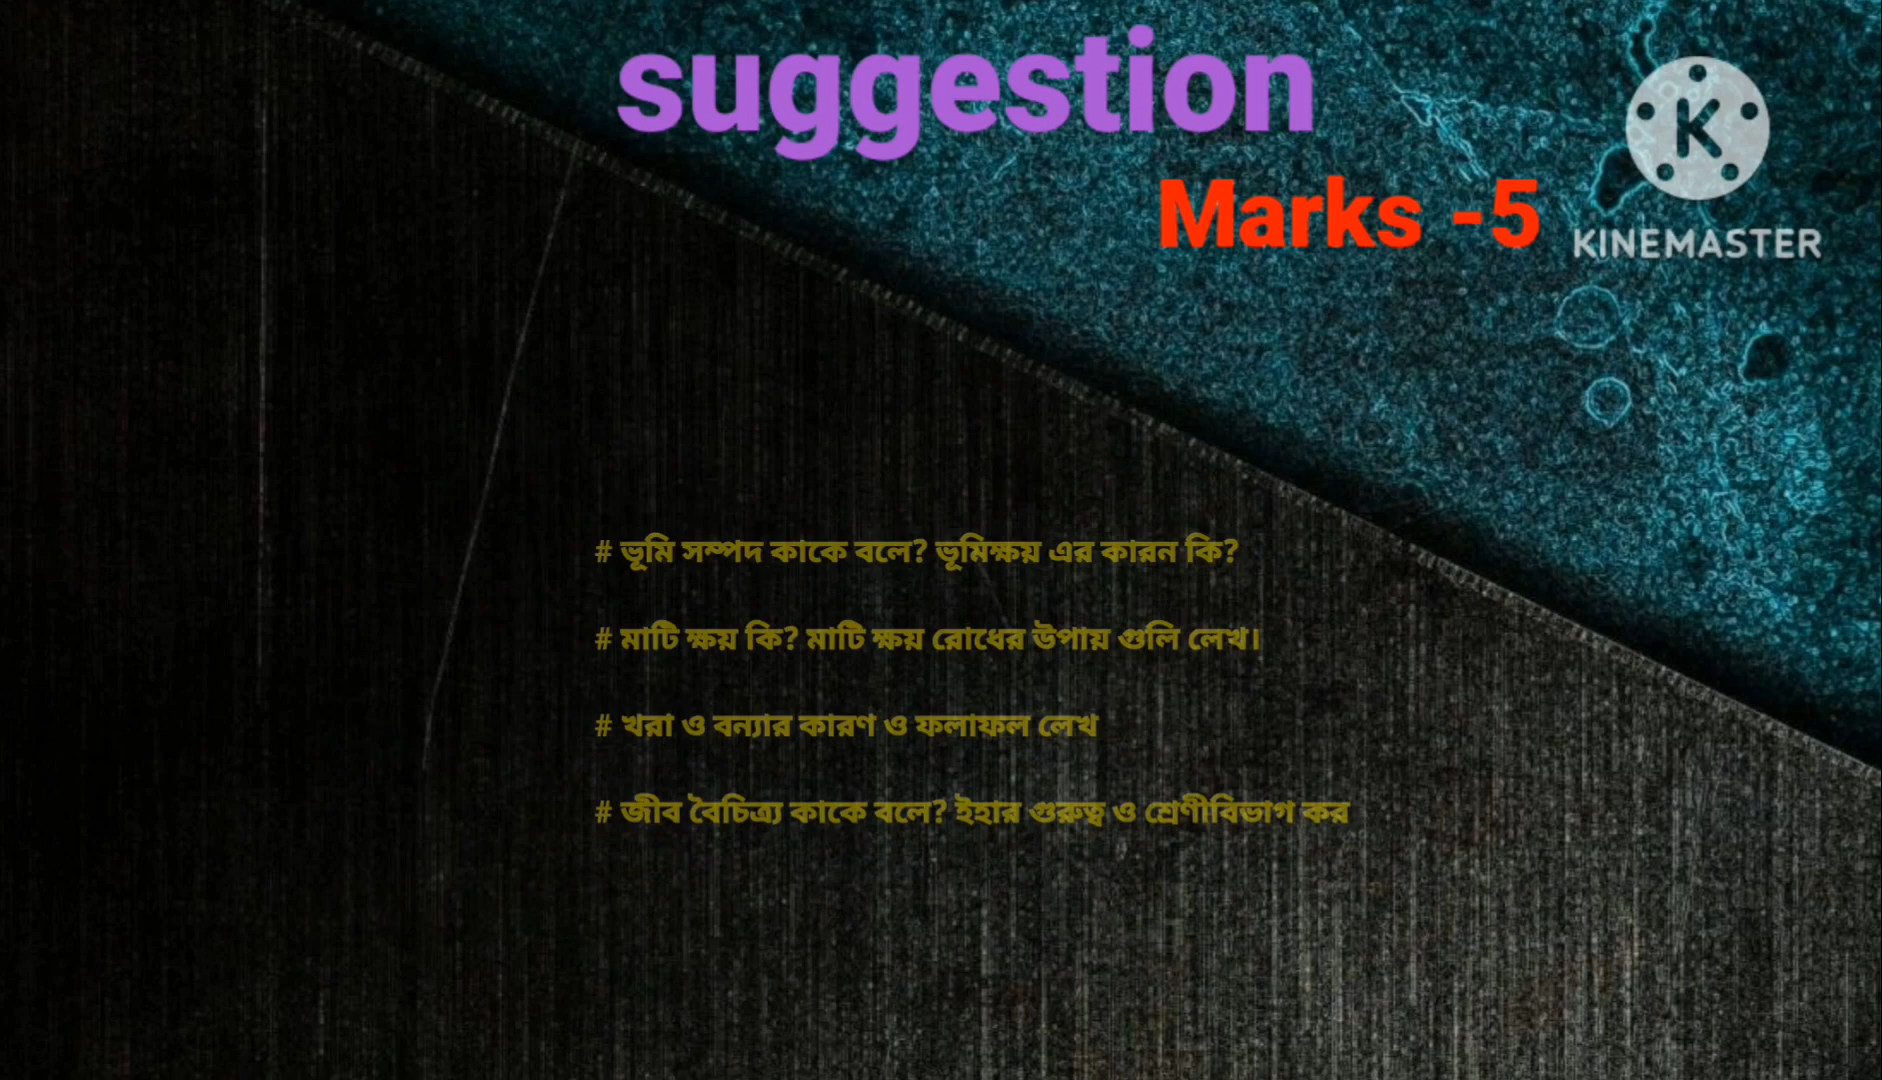 suggestion
Marks -5
KINEMASTER
# ভূমি সম্পদ কাকে বলে? ভূমিক্ষয় এর কারন কি?
# মাটি ক্ষয় কি? মাটি ক্ষয় রোধের উপায় গুলি লেখ।
# খরা ও বন্যার কারণ ও ফলাফল লেখ
# জীব বৈচিত্র্য কাকে বলে? ইহার গুরুত্ব ও শ্রেণীবিভাগ কর